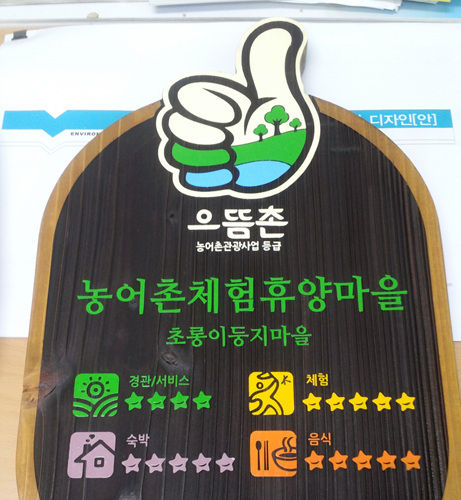 ENVIRO
디자인[안]
으뜸촌
농어촌관광사업 등급
농어촌체험휴양마을
초롱이둥지마을
경관/서비스
체험
숙박
음식